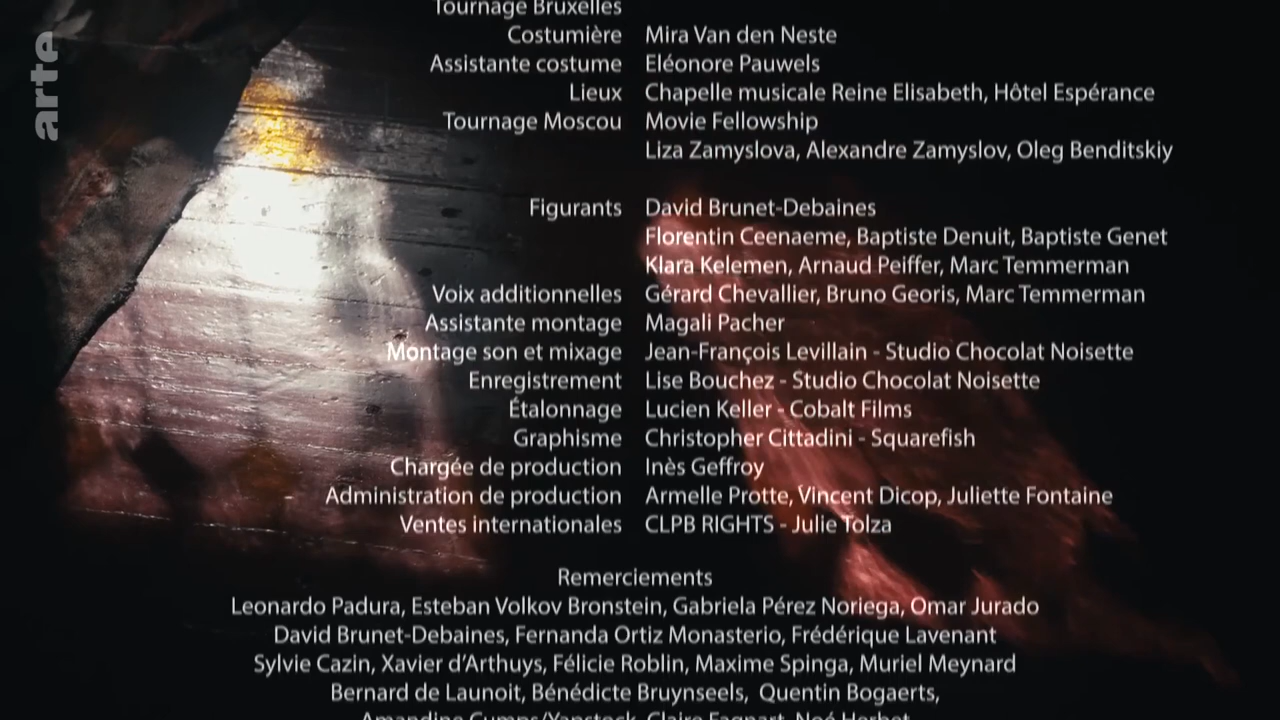 arte
Tournage Bruxelles
Costumière Mira Van den Neste
Assistante costume Eléonore Pauwels
Lieux Chapelle musicale Reine Elisabeth, Hôtel Espérance
Tournage Moscou Movie Fellowship
Liza Zamyslova, Alexandre Zamyslov, Oleg Benditskiy
Figurants David Brunet-Debaines
Florentin Ceenaeme, Baptiste Denuit, Baptiste Genet
Klara Kelemen, Arnaud Peiffer, Marc Temmerman
Voix additionnelles Gérard Chevallier, Bruno Georis, Marc Temmerman
Assistante montage Magali Pacher
Montage son et mixage Jean-François Levillain - Studio Chocolat Noisette
Enregistrement Lise Bouchez - Studio Chocolat Noisette
Étalonnage Lucien Keller - Cobalt Films
Graphisme Christopher Cittadini - Squarefish
Chargée de production Inès Geffroy
Administration de production Armelle Protte, Vincent Dicop, Juliette Fontaine
Ventes internationales CLPB RIGHTS - Julie Tolza
Remerciements
Leonardo Padura, Esteban Volkov Bronstein, Gabriela Pérez Noriega, Omar Jurado
David Brunet-Debaines, Fernanda Ortiz Monasterio, Frédérique Lavenant
Sylvie Cazin, Xavier d'Arthuys, Félicie Roblin, Maxime Spinga, Muriel Meynard
Bernard de Launoit, Bénédicte Bruynseels, Quentin Bogaerts,
Amandine Cumps/Yanstock, Claire Fagnart, Noé Herbet